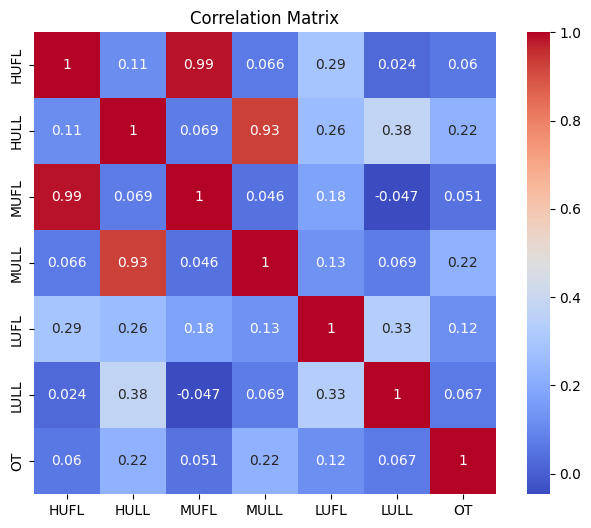 Correlation Matrix
HUFL 1 0.11 0.99 0.066 0.29 0.024 0.06
HULL 0.11 1 0.069 0.93 0.26 0.38 0.22
MUFL 0.99 0.069 1 0.046 0.18 -0.047 0.051
MULL 0.066 0.93 0.046 1 0.13 0.069 0.22
LUFL 0.29 0.26 0.18 0.13 1 0.33 0.12
LULL 0.024 0.38 -0.047 0.069 0.33 1 0.067
OT 0.06 0.22 0.051 0.22 0.12 0.067 1
HUFL HULL MUFL MULL LUFL LULL OT
1.0
0.8
0.6
0.4
0.2
0.0